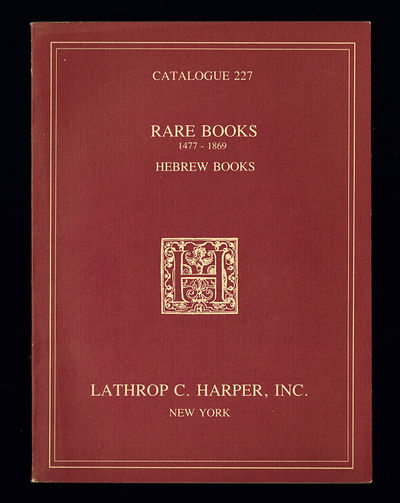 CATALOGUE 227
RARE BOOKS
1477 - 1869
HEBREW BOOKS
H
LATHROP C. HARPER, INC.
NEW YORK